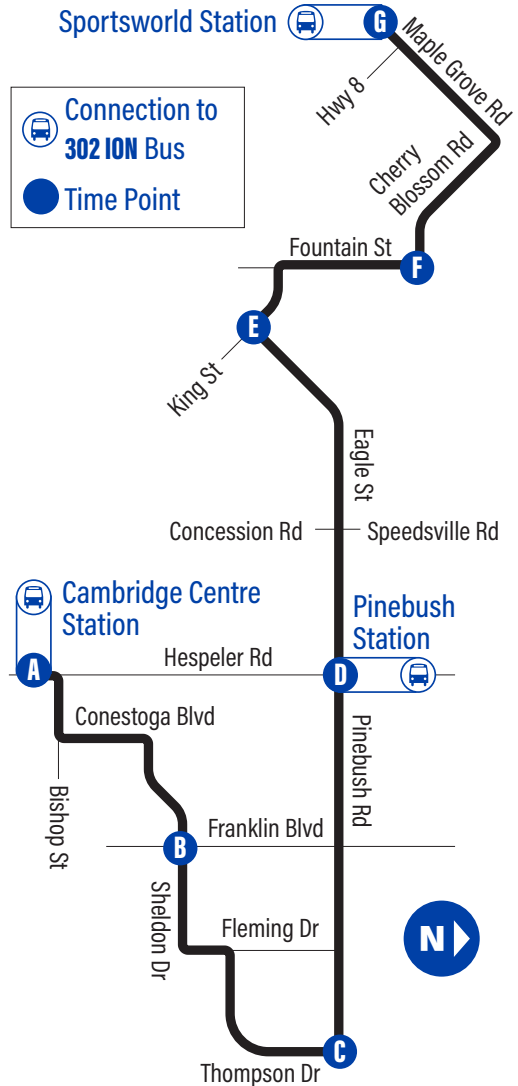 Sportsworld Station
G
Maple Grove Rd
Hwy 8
Connection to
302 ION Bus
Time Point
Cherry
Blossom Rd
Fountain St
F
E
King St
Eagle St
Concession Rd
Speedsville Rd
Cambridge Centre
Station
Pinebush
Station
A
Hespeler Rd
D
Conestoga Blvd
Pinebush Rd
Bishop St
B
Franklin Blvd
Sheldon Dr
Fleming Dr
N
C
Thompson Dr